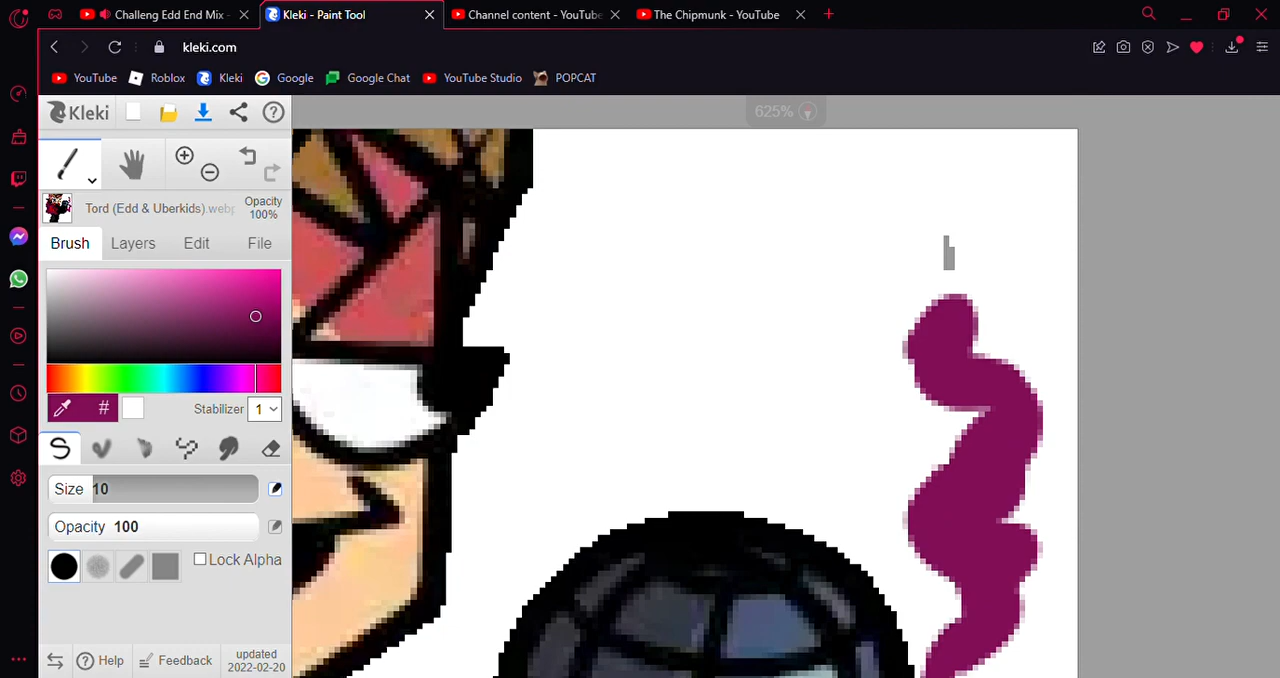 Challeng Edd End Mix -
Kleki - Paint Tool
Channel content - YouTube
The Chipmunk - YouTube
kleki.com
YouTube
Roblox
Kleki
Google
Google Chat
YouTube Studio
POPCAT
Kleki
625%
Tord (Edd & Uberkids).webp
Opacity
100%
Brush
Layers
Edit
File
#
Stabilizer
1
Size 10
Opacity 100
Lock Alpha
Help
Feedback
updated
2022-02-20